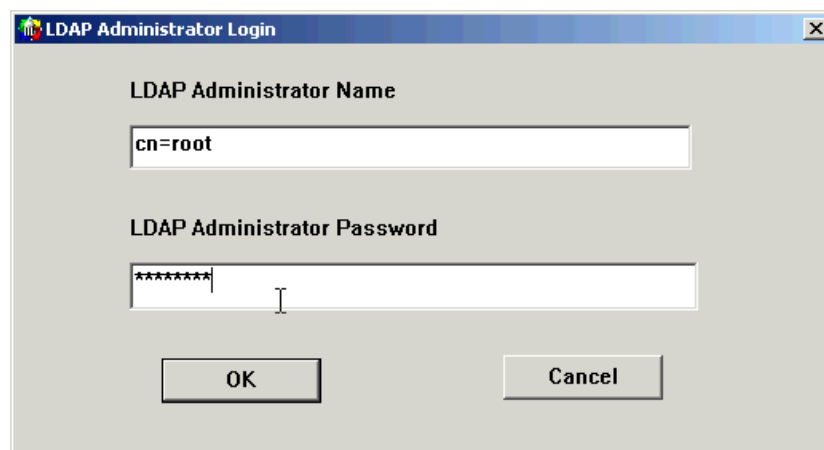 LDAP Administrator Login
LDAP Administrator Name
cn=root
LDAP Administrator Password
********
OK Cancel